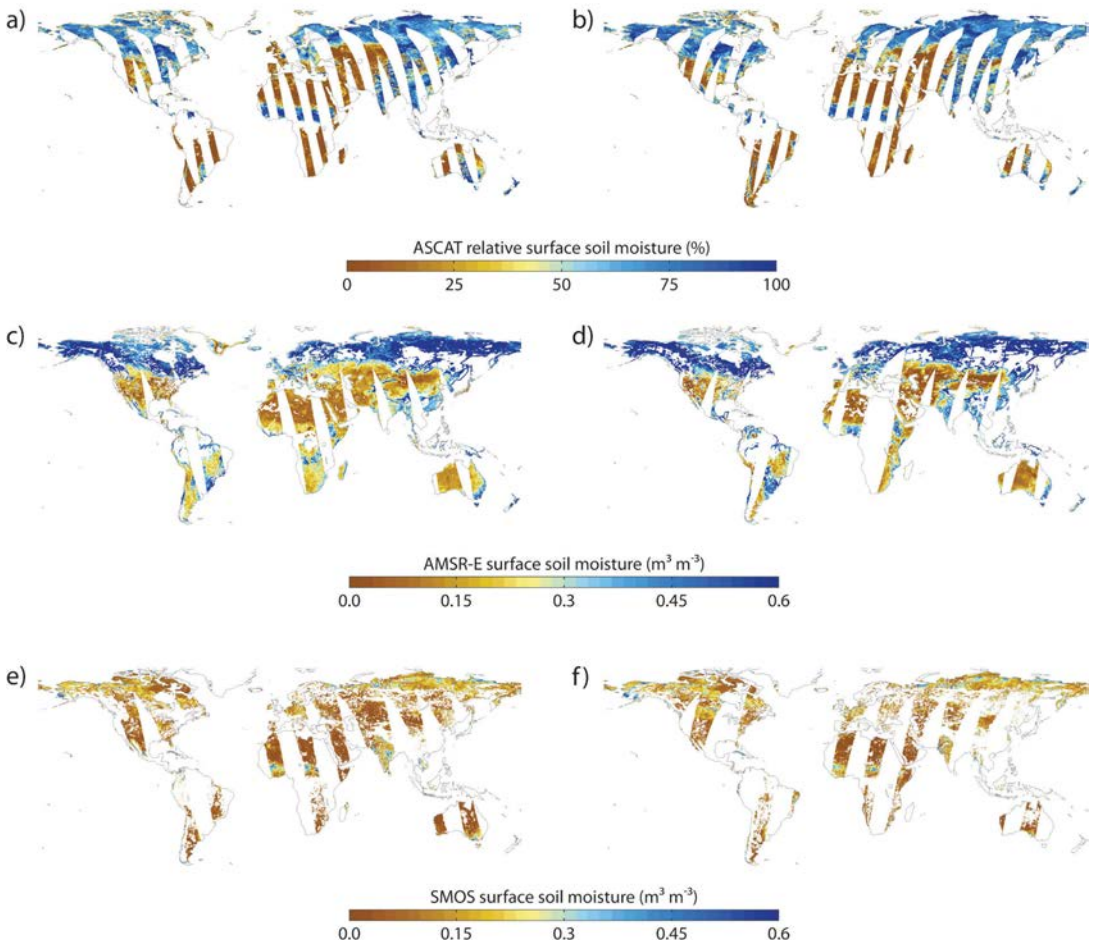 a)
b)
ASCAT relative surface soil moisture (%)
0 25 50 75 100
c)
d)
AMSR-E surface soil moisture (m³ m⁻³)
0.0 0.15 0.3 0.45 0.6
e)
f)
SMOS surface soil moisture (m³ m⁻³)
0.0 0.15 0.3 0.45 0.6